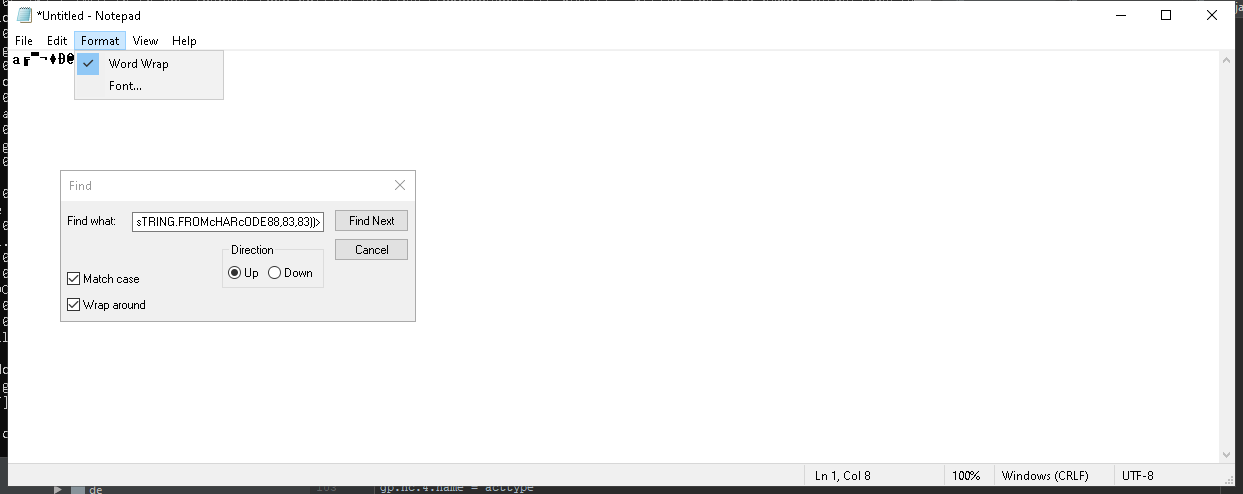 *Untitled - Notepad
File Edit Format View Help
Word Wrap
Font...
Find
Find what: sTRING.FROMcHARcODE88,83,83))> Find Next
Direction Cancel
Up Down
Match case
Wrap around
Ln 1, Col 8 100% Windows (CRLF) UTF-8
de